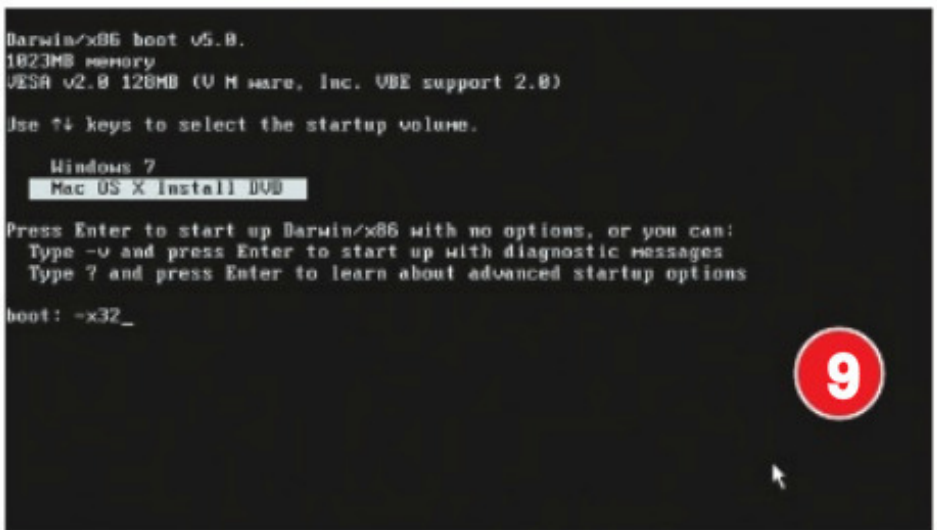 Darwin/x86 boot v5.0.
1023MB memory
VESA v2.0 128MB (V M ware, Inc. VBE support 2.0)
Use ↑↓ keys to select the startup volume.
Windows 7
Mac OS X Install DVD
Press Enter to start up Darwin/x86 with no options, or you can:
Type -v and press Enter to start up with diagnostic messages
Type ? and press Enter to learn about advanced startup options
boot: -x32_
9